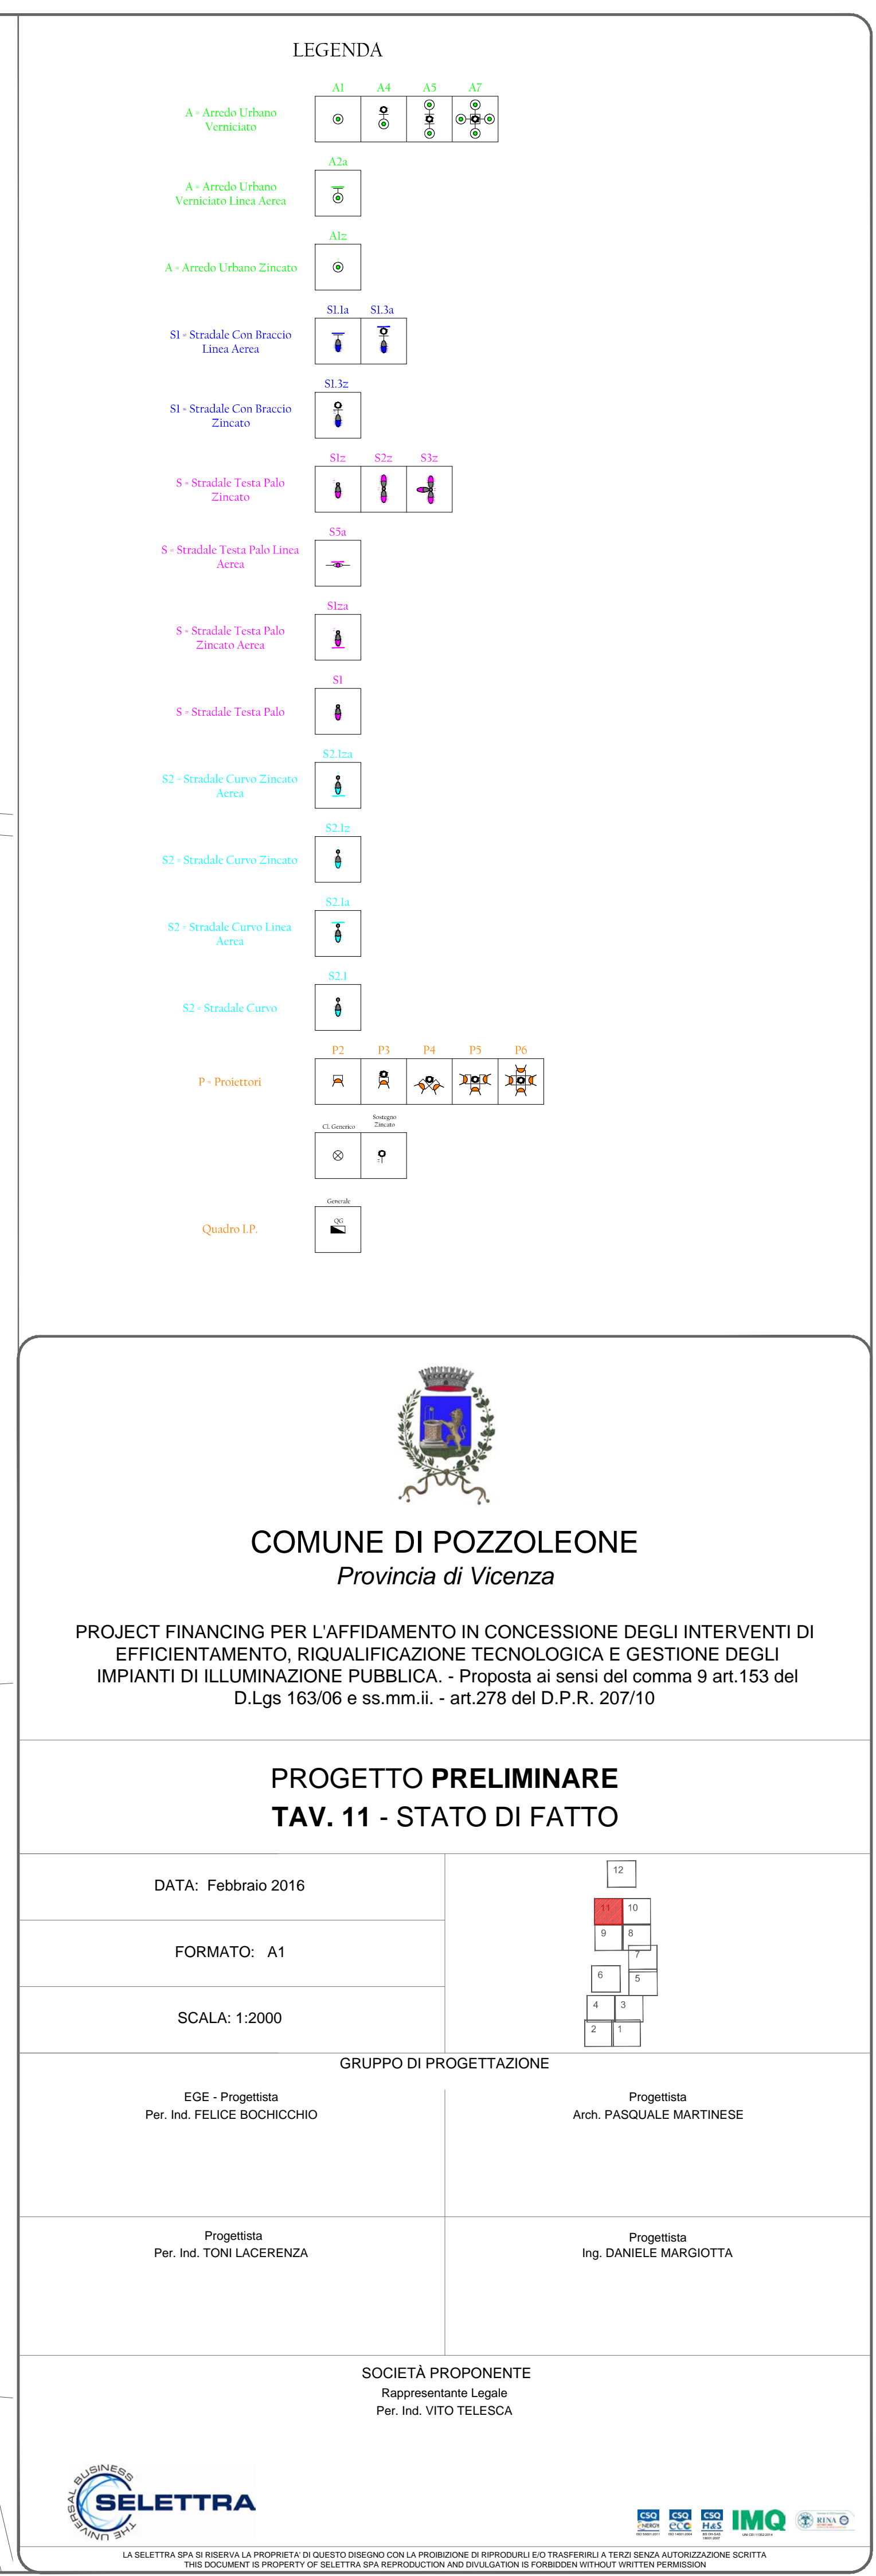 LEGENDA
A1 A4 A5 A7
A - Arredo Urbano
Verniciato
A2a
A - Arredo Urbano
Verniciato Linea Aerea
A1z
A - Arredo Urbano Zincato
S1.1a S1.3a
S1 - Stradale Con Braccio
Linea Aerea
S1.3z
S1 - Stradale Con Braccio
Zincato
S1z S2z S3z
S - Stradale Testa Palo
Zincato
S5a
S - Stradale Testa Palo Linea
Aerea
S1za
S - Stradale Testa Palo
Zincato Aerea
S1
S - Stradale Testa Palo
S2.1za
S2 - Stradale Curvo Zincato
Aerea
S2.1z
S2 - Stradale Curvo Zincato
S2.1a
S2 - Stradale Curvo Linea
Aerea
S2.1
S2 - Stradale Curvo
P2 P3 P4 P5 P6
P - Proiettori
Cl. Generico
Sostegno
Zincato
Generale
QG
Quadro I.P.
COMUNE DI POZZOLEONE
Provincia di Vicenza
PROJECT FINANCING PER L'AFFIDAMENTO IN CONCESSIONE DEGLI INTERVENTI DI
EFFICIENTAMENTO, RIQUALIFICAZIONE TECNOLOGICA E GESTIONE DEGLI
IMPIANTI DI ILLUMINAZIONE PUBBLICA. - Proposta ai sensi del comma 9 art.153 del
D.Lgs 163/06 e ss.mm.ii. - art.278 del D.P.R. 207/10
PROGETTO PRELIMINARE
TAV. 11 - STATO DI FATTO
DATA: Febbraio 2016
FORMATO: A1
SCALA: 1:2000
12
11 10
9 8
7
6 5
4 3
2 1
GRUPPO DI PROGETTAZIONE
EGE - Progettista
Per. Ind. FELICE BOCHICCHIO
Progettista
Arch. PASQUALE MARTINESE
Progettista
Per. Ind. TONI LACERENZA
Progettista
Ing. DANIELE MARGIOTTA
SOCIETÀ PROPONENTE
Rappresentante Legale
Per. Ind. VITO TELESCA
THE UNIVERSAL BUSINESS
SELETTRA
CSQ CSQ CSQ
ENERGY ECO H&S
IMQ
RINA
LA SELETTRA SPA SI RISERVA LA PROPRIETA' DI QUESTO DISEGNO CON LA PROIBIZIONE DI RIPRODURLI E/O TRASFERIRLI A TERZI SENZA AUTORIZZAZIONE SCRITTA
THIS DOCUMENT IS PROPERTY OF SELETTRA SPA REPRODUCTION AND DIVULGATION IS FORBIDDEN WITHOUT WRITTEN PERMISSION